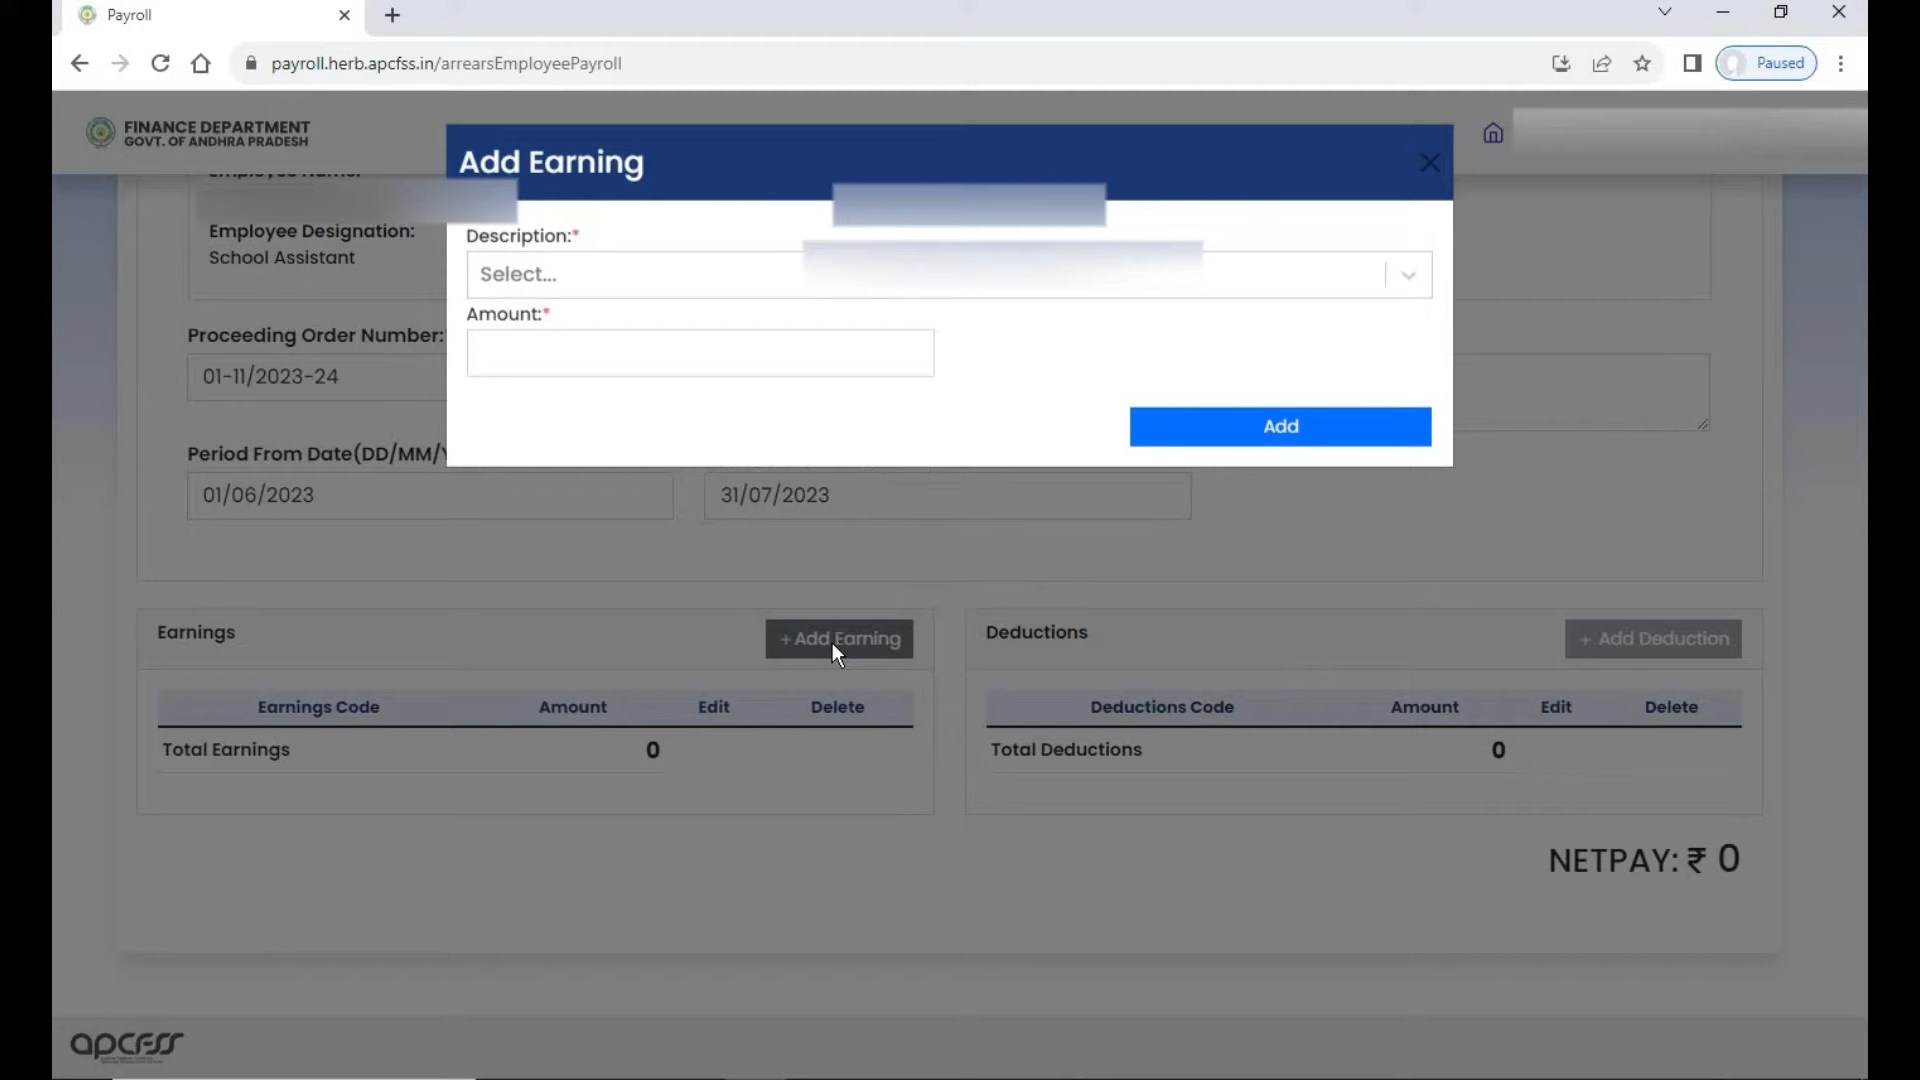 Payroll
payroll.herb.apcfss.in/arrearsEmployeePayroll
Paused
FINANCE DEPARTMENT
GOVT. OF ANDHRA PRADESH
Add Earning
Employee Name:
Description:*
Employee Designation:
School Assistant
Select...
Amount:*
Proceeding Order Number:
01-11/2023-24
Add
Period From Date(DD/MM/
01/06/2023
31/07/2023
Earnings
+Add Earning
Deductions
+ Add Deduction
Earnings Code Amount Edit Delete
Deductions Code Amount Edit Delete
Total Earnings 0
Total Deductions 0
NETPAY: ₹ 0
apcfss